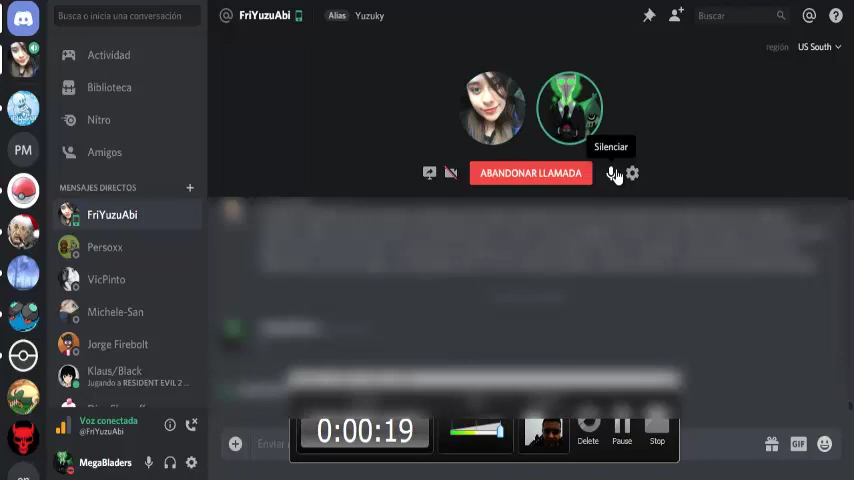 Busca o inicia una conversación
FriYuzuAbi
Alias
Yuzuky
Buscar
región
US South
Actividad
Biblioteca
PM
Nitro
Amigos
Silenciar
ABANDONAR LLAMADA
MENSAJES DIRECTOS
FriYuzuAbi
Persoxx
VicPinto
Michele-San
Jorge Firebolt
Klaus/Black
Jugando a RESIDENT EVIL 2 ...
Voz conectada
@FriYuzuAbi
MegaBladers
0:00:19
Delete
Pause
Stop
Enviar
GIF